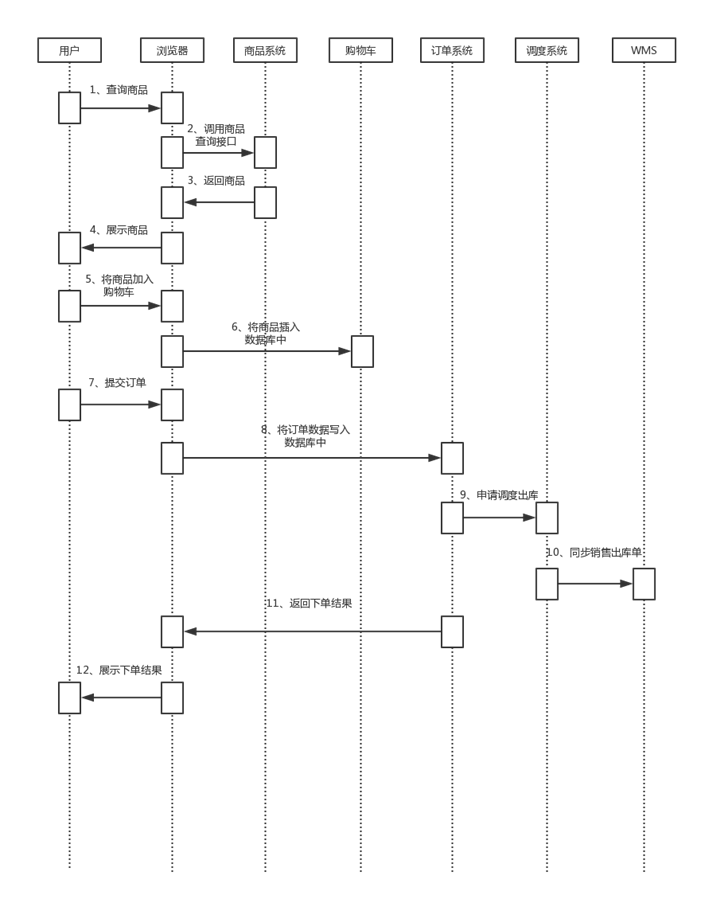 用户
浏览器
商品系统
购物车
订单系统
调度系统
WMS
1、查询商品
2、调用商品
查询接口
3、返回商品
4、展示商品
5、将商品加入
购物车
6、将商品插入
数据库中
7、提交订单
8、将订单数据写入
数据库中
9、申请调度出库
10、同步销售出库单
11、返回下单结果
12、展示下单结果